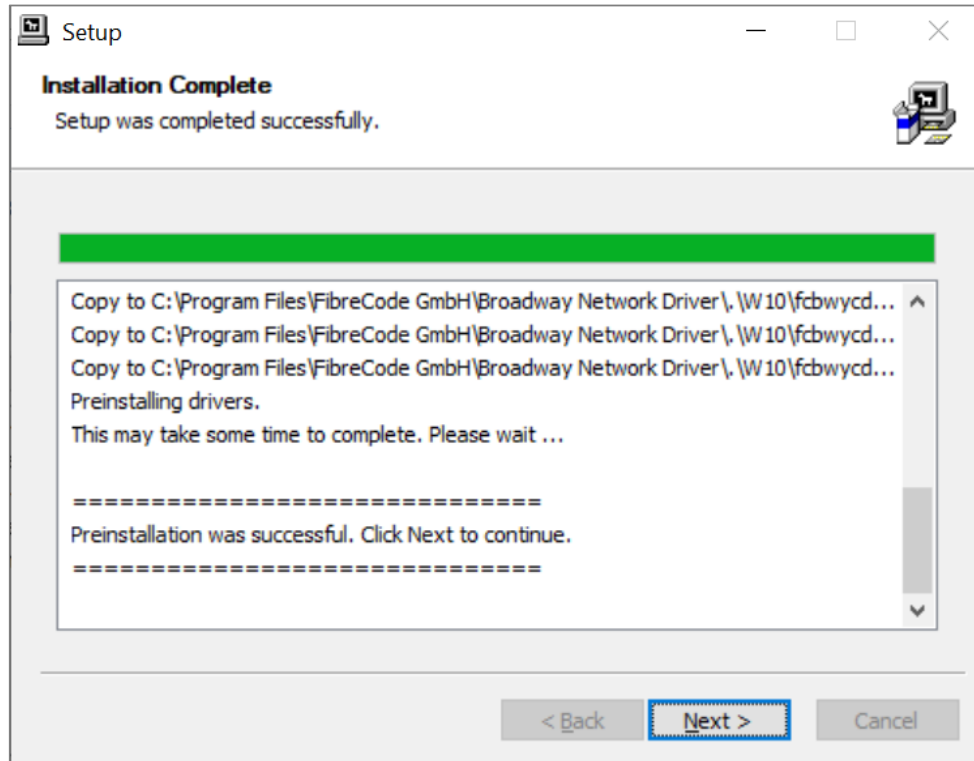 Setup
Installation Complete
Setup was completed successfully.
Copy to C:\Program Files\FibreCode GmbH\Broadway Network Driver\.\W10\fcbwycd...
Copy to C:\Program Files\FibreCode GmbH\Broadway Network Driver\.\W10\fcbwycd...
Copy to C:\Program Files\FibreCode GmbH\Broadway Network Driver\.\W10\fcbwycd...
Preinstalling drivers.
This may take some time to complete. Please wait ...
==============================
Preinstallation was successful. Click Next to continue.
==============================
< Back Next > Cancel